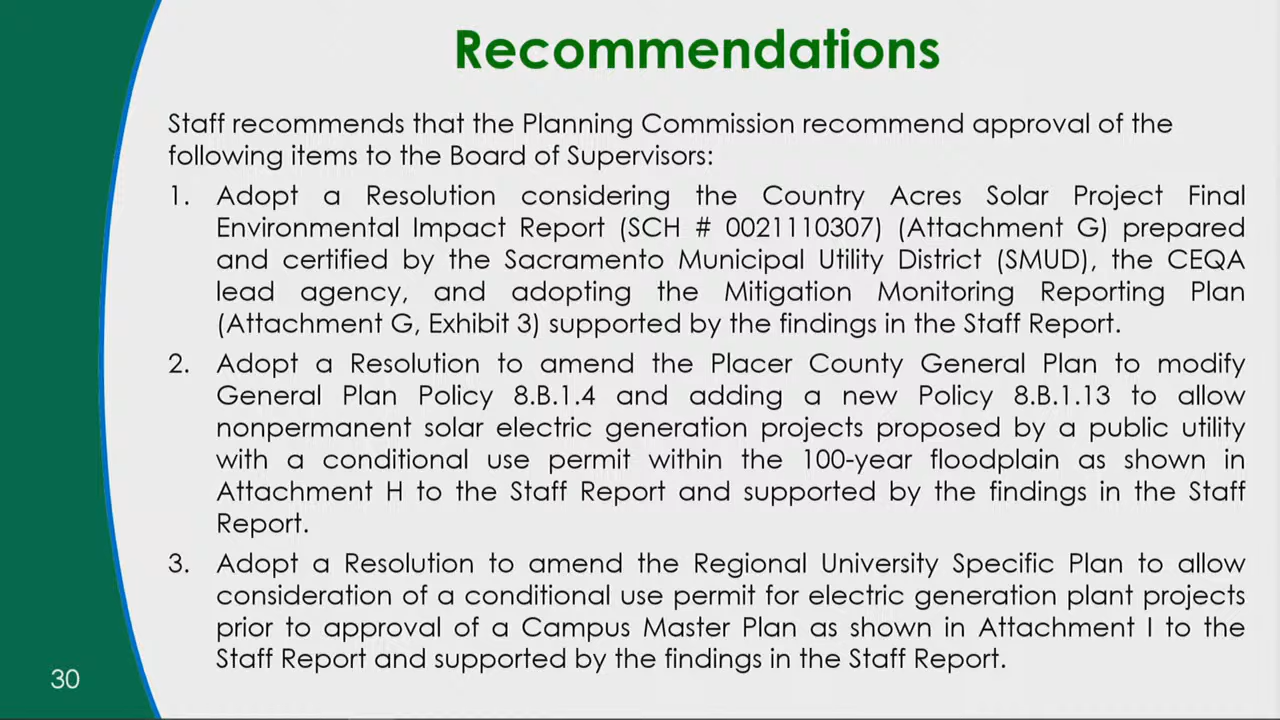 Recommendations
Staff recommends that the Planning Commission recommend approval of the
following items to the Board of Supervisors:
1. Adopt a Resolution considering the Country Acres Solar Project Final
Environmental Impact Report (SCH # 0021110307) (Attachment G) prepared
and certified by the Sacramento Municipal Utility District (SMUD), the CEQA
lead agency, and adopting the Mitigation Monitoring Reporting Plan
(Attachment G, Exhibit 3) supported by the findings in the Staff Report.
2. Adopt a Resolution to amend the Placer County General Plan to modify
General Plan Policy 8.B.1.4 and adding a new Policy 8.B.1.13 to allow
nonpermanent solar electric generation projects proposed by a public utility
with a conditional use permit within the 100-year floodplain as shown in
Attachment H to the Staff Report and supported by the findings in the Staff
Report.
3. Adopt a Resolution to amend the Regional University Specific Plan to allow
consideration of a conditional use permit for electric generation plant projects
prior to approval of a Campus Master Plan as shown in Attachment I to the
Staff Report and supported by the findings in the Staff Report.
30